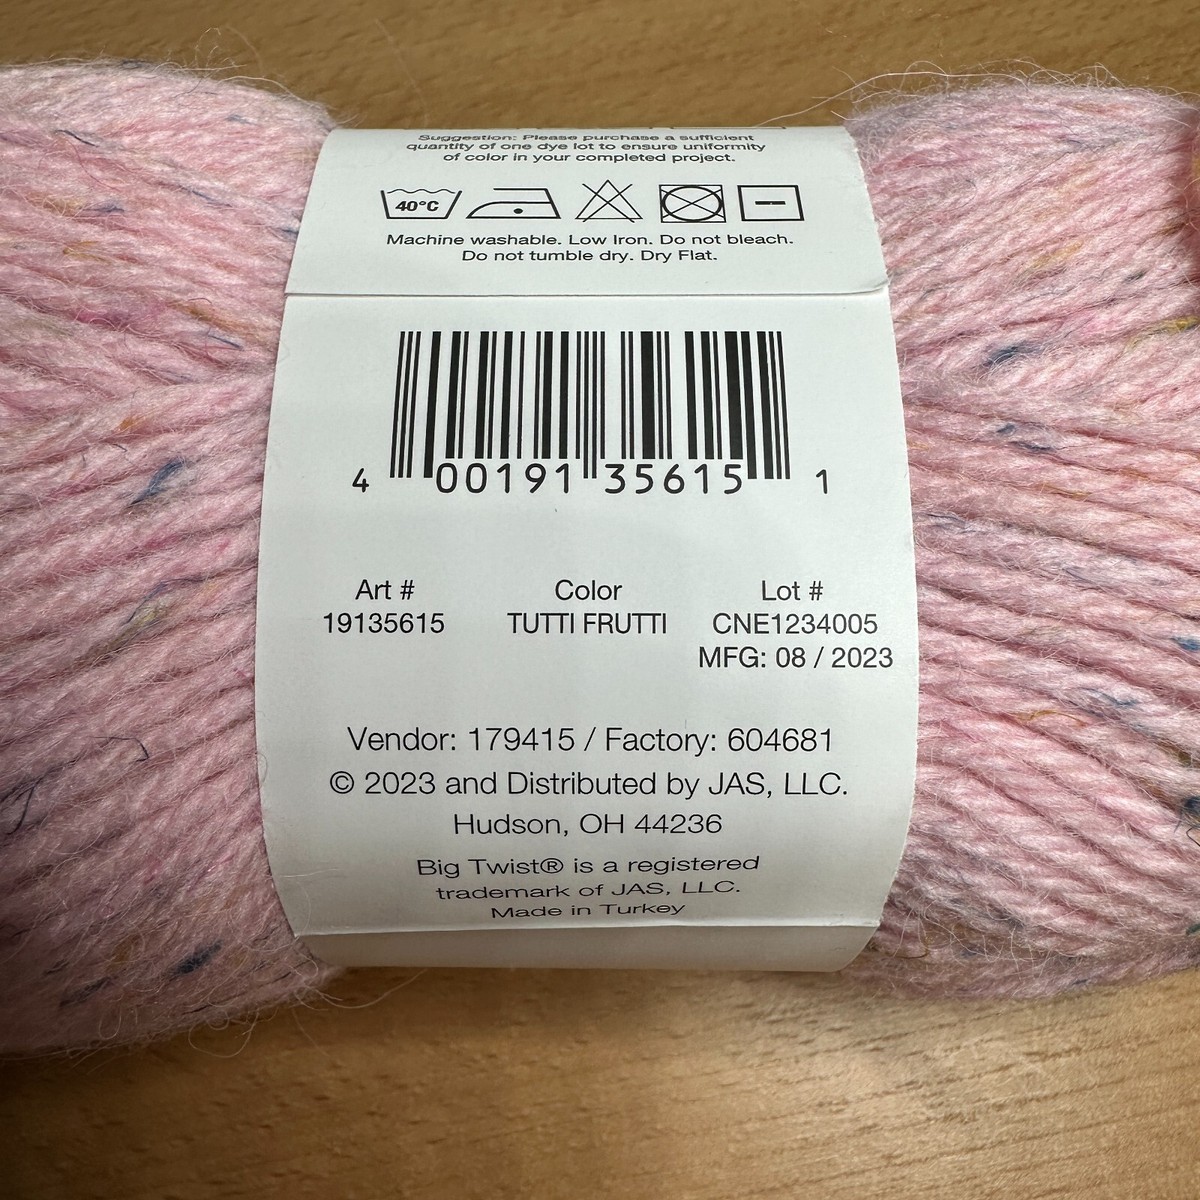 Suggestion: Please purchase a sufficient
quantity of one dye lot to ensure uniformity
of color in your completed project.
40°C
Machine washable. Low Iron. Do not bleach.
Do not tumble dry. Dry Flat.
4 00191 35615 1
Art # Color Lot #
19135615 TUTTI FRUTTI CNE1234005
MFG: 08 / 2023
Vendor: 179415 / Factory: 604681
© 2023 and Distributed by JAS, LLC.
Hudson, OH 44236
Big Twist® is a registered
trademark of JAS, LLC.
Made in Turkey